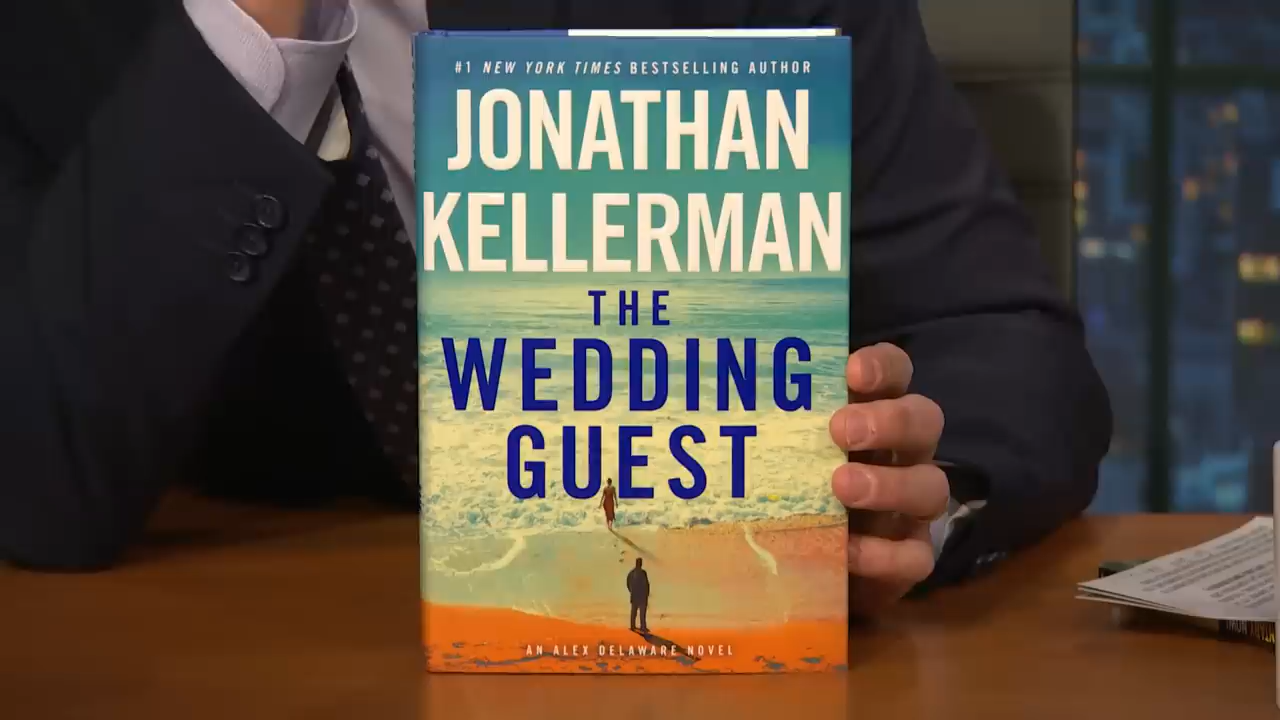 #1 NEW YORK TIMES BESTSELLING AUTHOR
JONATHAN
KELLERMAN
THE
WEDDING
GUEST
AN ALEX DELAWARE NOVEL